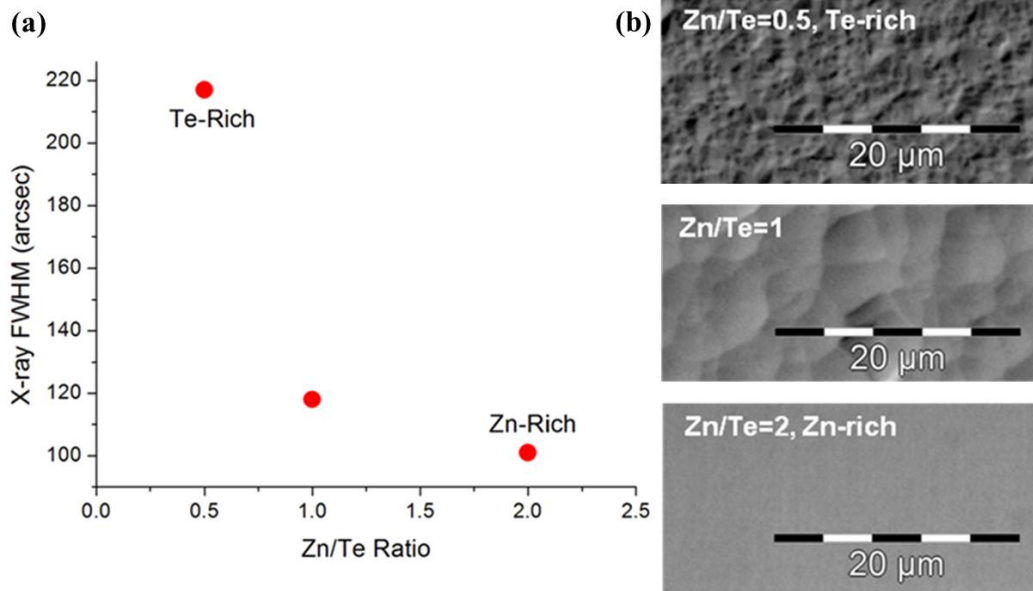 (a)
220
200
180
160
140
120
100
0.0 0.5 1.0 1.5 2.0 2.5
X-ray FWHM (arcsec)
Zn/Te Ratio
Te-Rich
Zn-Rich
(b)
Zn/Te=0.5, Te-rich
20 µm
Zn/Te=1
20 µm
Zn/Te=2, Zn-rich
20 µm